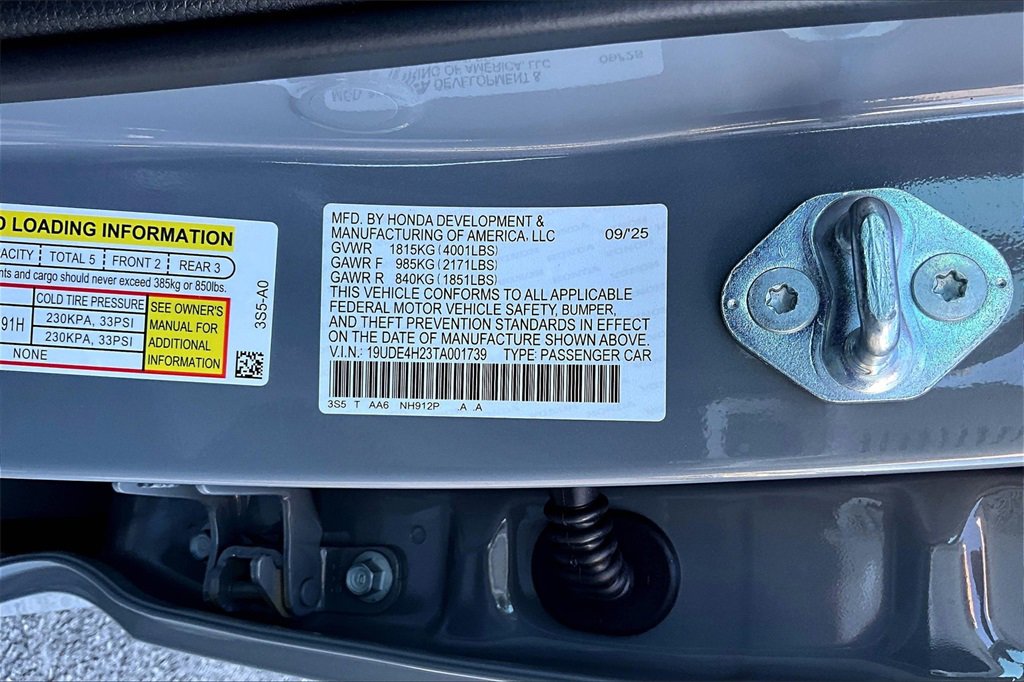 LOADING INFORMATION
TOTAL 5 FRONT 2 REAR 3
and cargo should never exceed 385kg or 850lbs.
COLD TIRE PRESSURE
91H 230KPA, 33PSI
230KPA, 33PSI
NONE
SEE OWNER'S
MANUAL FOR
ADDITIONAL
INFORMATION
3S5-A0
MFD. BY HONDA DEVELOPMENT &
MANUFACTURING OF AMERICA, LLC 09/'25
GVWR 1815KG(4001LBS)
GAWR F 985KG(2171LBS)
GAWR R 840KG(1851LBS)
THIS VEHICLE CONFORMS TO ALL APPLICABLE
FEDERAL MOTOR VEHICLE SAFETY, BUMPER,
AND THEFT PREVENTION STANDARDS IN EFFECT
ON THE DATE OF MANUFACTURE SHOWN ABOVE.
V.I.N.: 19UDE4H23TA001739 TYPE: PASSENGER CAR
3S5 T AA6 NH912P .A .A